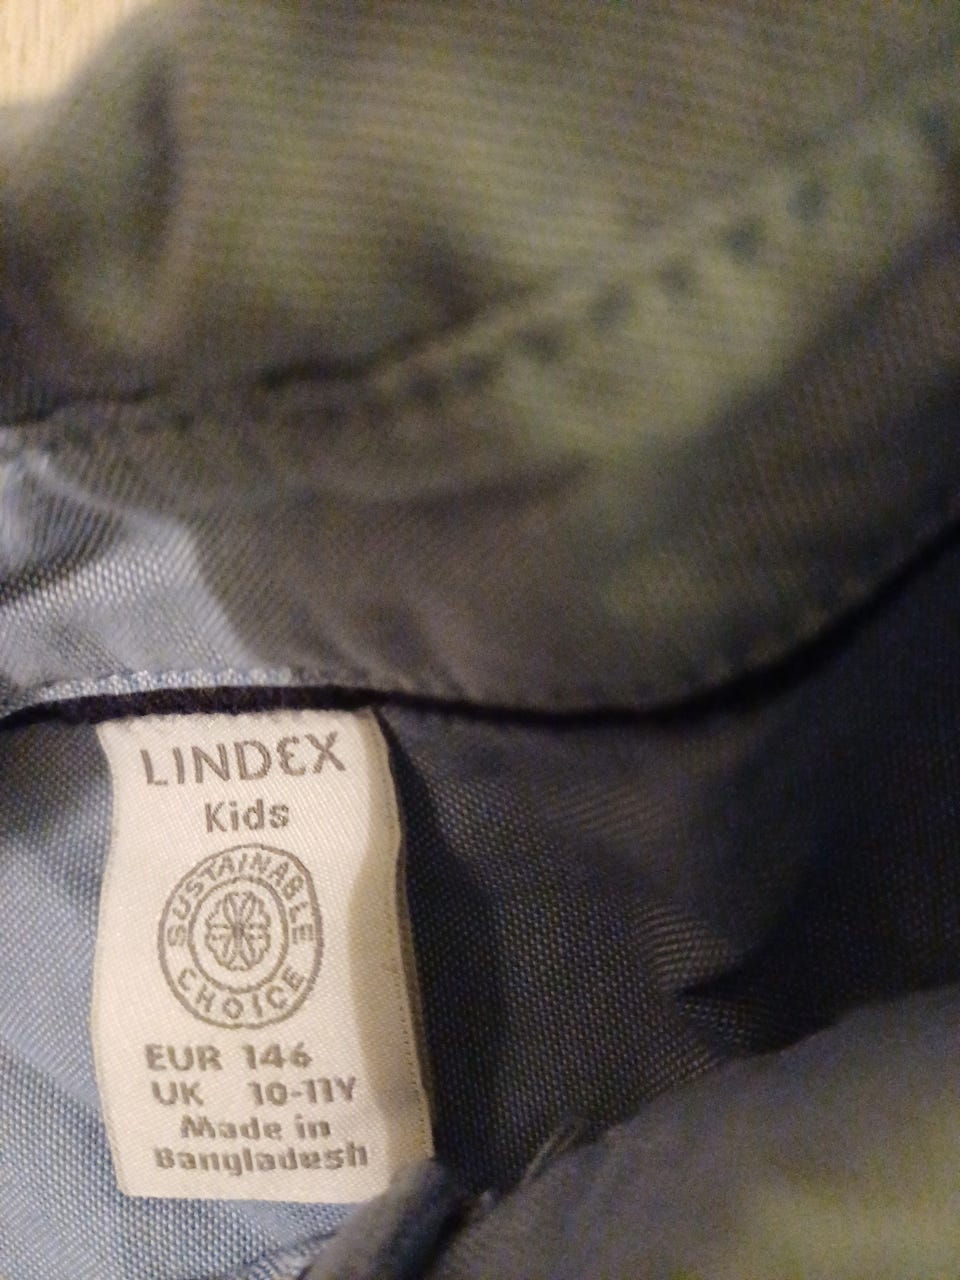 LINDEX
Kids
SUSTAINABLE
CHOICE
EUR 146
UK 10-11Y
Made in
Bangladesh